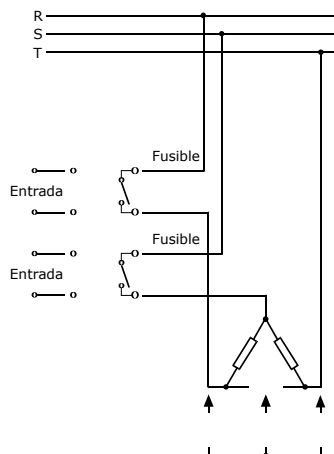 R
S
T
Fusible
Entrada
Fusible
Entrada